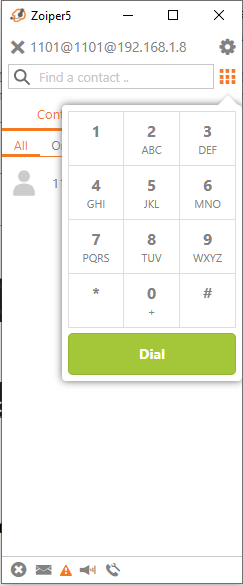 Zoiper5
1101@1101@192.168.1.8
Find a contact ..
All
1 2 3
ABC DEF
4 5 6
GHI JKL MNO
7 8 9
PQRS TUV WXYZ
* 0 #
+
Dial